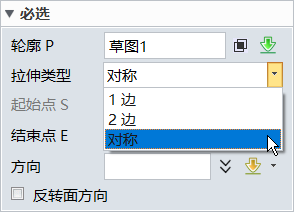 必选
轮廓 P 草图1
拉伸类型 对称
起始点 S 1 边
2 边
结束点 E 对称
方向
反转面方向